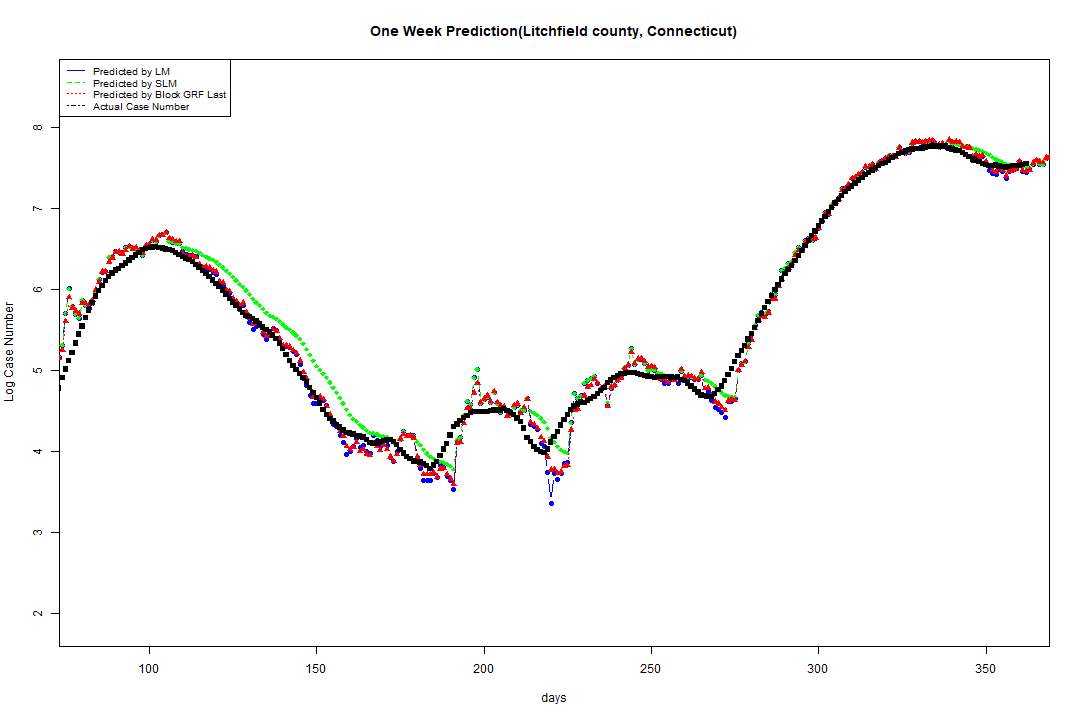 One Week Prediction(Litchfield county, Connecticut)
Predicted by LM
Predicted by SLM
Predicted by Block GRF Last
Actual Case Number
8
7
6
5
4
3
2
Log Case Number
100 150 200 250 300 350
days